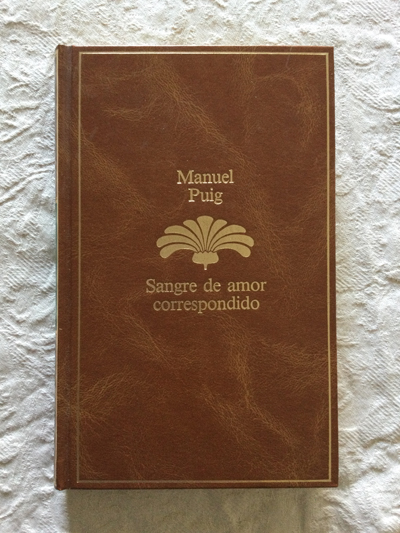 Manuel
Puig
Sangre de amor
correspondido